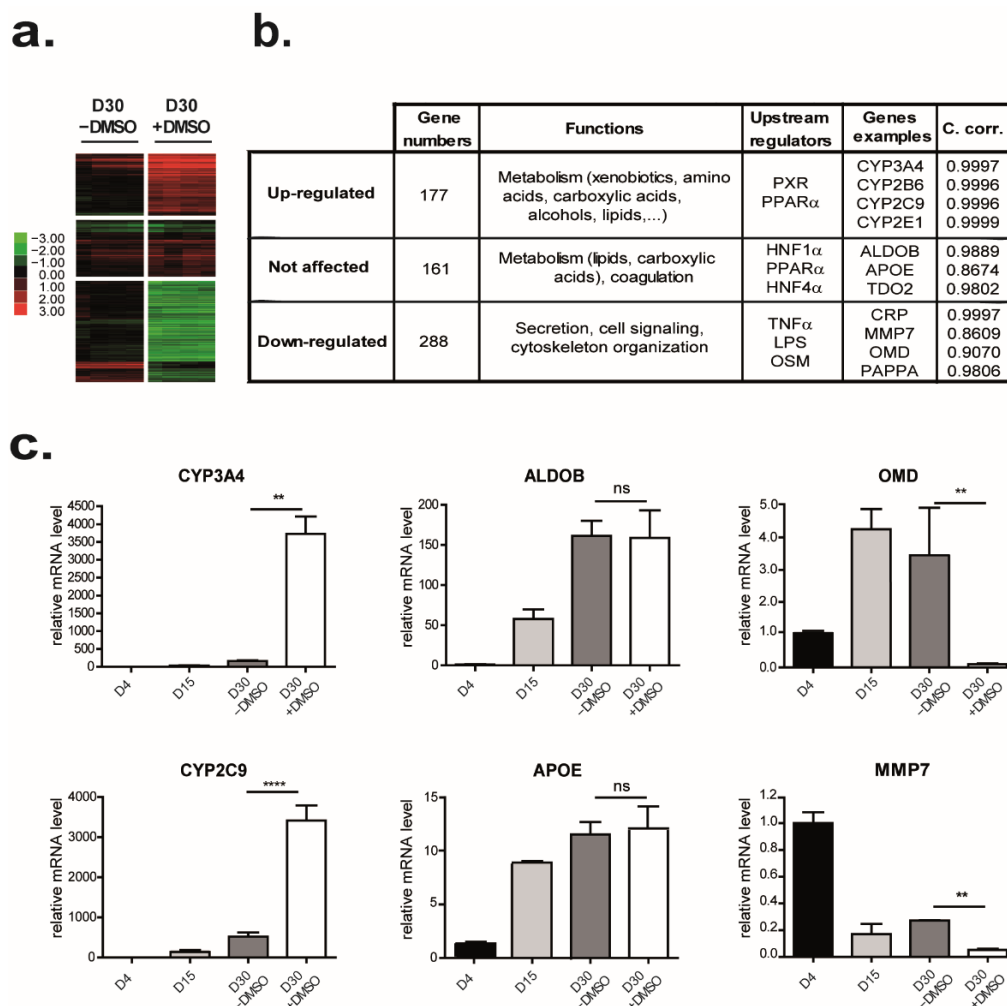 a.
b.
D30
−DMSO
D30
+DMSO
−3.00
−2.00
−1.00
0.00
1.00
2.00
3.00
Gene numbers
Functions
Upstream regulators
Genes examples
C. corr.
Up-regulated
177
Metabolism (xenobiotics, amino
acids, carboxylic acids,
alcohols, lipids,...)
PXR
PPARα
CYP3A4
CYP2B6
CYP2C9
CYP2E1
0.9997
0.9996
0.9996
0.9999
Not affected
161
Metabolism (lipids, carboxylic
acids), coagulation
HNF1α
PPARα
HNF4α
ALDOB
APOE
TDO2
0.9889
0.8674
0.9802
Down-regulated
288
Secretion, cell signaling,
cytoskeleton organization
TNFα
LPS
OSM
CRP
MMP7
OMD
PAPPA
0.9997
0.8609
0.9070
0.9806
c.
CYP3A4
relative mRNA level
4500
4000
3500
3000
2500
2000
1500
1000
500
0
**
D4
D15
D30
−DMSO
D30
+DMSO
ALDOB
relative mRNA level
200
150
100
50
0
ns
D4
D15
D30
−DMSO
D30
+DMSO
OMD
relative mRNA level
5.0
4.0
3.0
2.0
1.0
0.0
**
D4
D15
D30
−DMSO
D30
+DMSO
CYP2C9
relative mRNA level
4000
3000
2000
1000
0
****
D4
D15
D30
−DMSO
D30
+DMSO
APOE
relative mRNA level
15
10
5
0
ns
D4
D15
D30
−DMSO
D30
+DMSO
MMP7
relative mRNA level
1.2
1.0
0.8
0.6
0.4
0.2
0.0
**
D4
D15
D30
−DMSO
D30
+DMSO